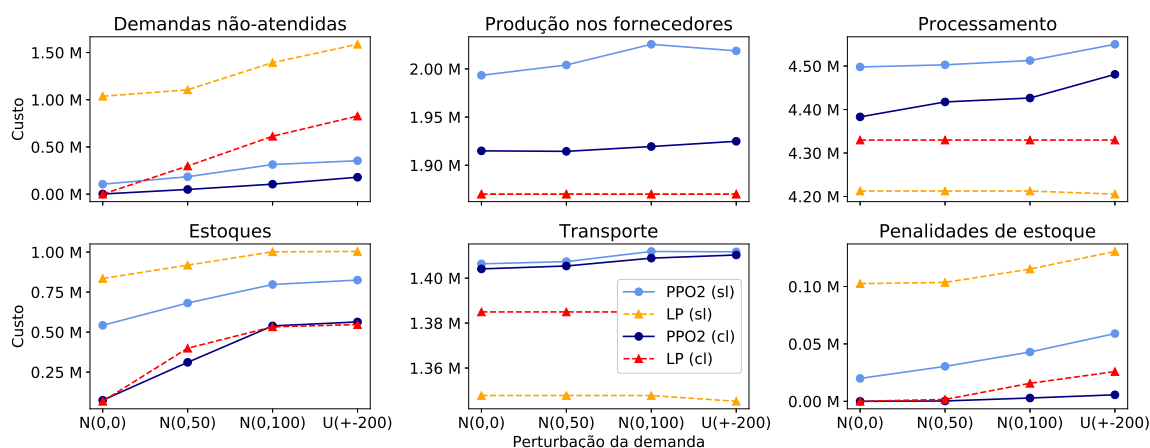 Demandas não-atendidas
Produção nos fornecedores
Processamento
Custo
1.50 M
1.00 M
0.50 M
0.00 M
2.00 M
1.95 M
1.90 M
4.50 M
4.40 M
4.30 M
4.20 M
Estoques
Transporte
Penalidades de estoque
Custo
1.00 M
0.75 M
0.50 M
0.25 M
1.40 M
1.38 M
1.36 M
0.10 M
0.05 M
0.00 M
PPO2 (sl)
LP (sl)
PPO2 (cl)
LP (cl)
N(0,0) N(0,50) N(0,100) U(+-200)
N(0,0) N(0,50) N(0,100) U(+-200)
N(0,0) N(0,50) N(0,100) U(+-200)
Perturbação da demanda